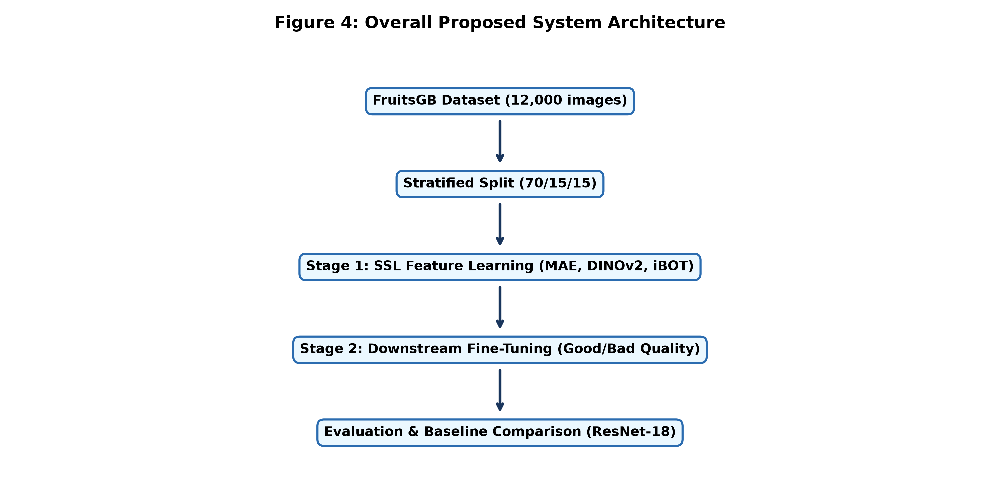 Figure 4: Overall Proposed System Architecture
FruitsGB Dataset (12,000 images)
Stratified Split (70/15/15)
Stage 1: SSL Feature Learning (MAE, DINOv2, iBOT)
Stage 2: Downstream Fine-Tuning (Good/Bad Quality)
Evaluation & Baseline Comparison (ResNet-18)